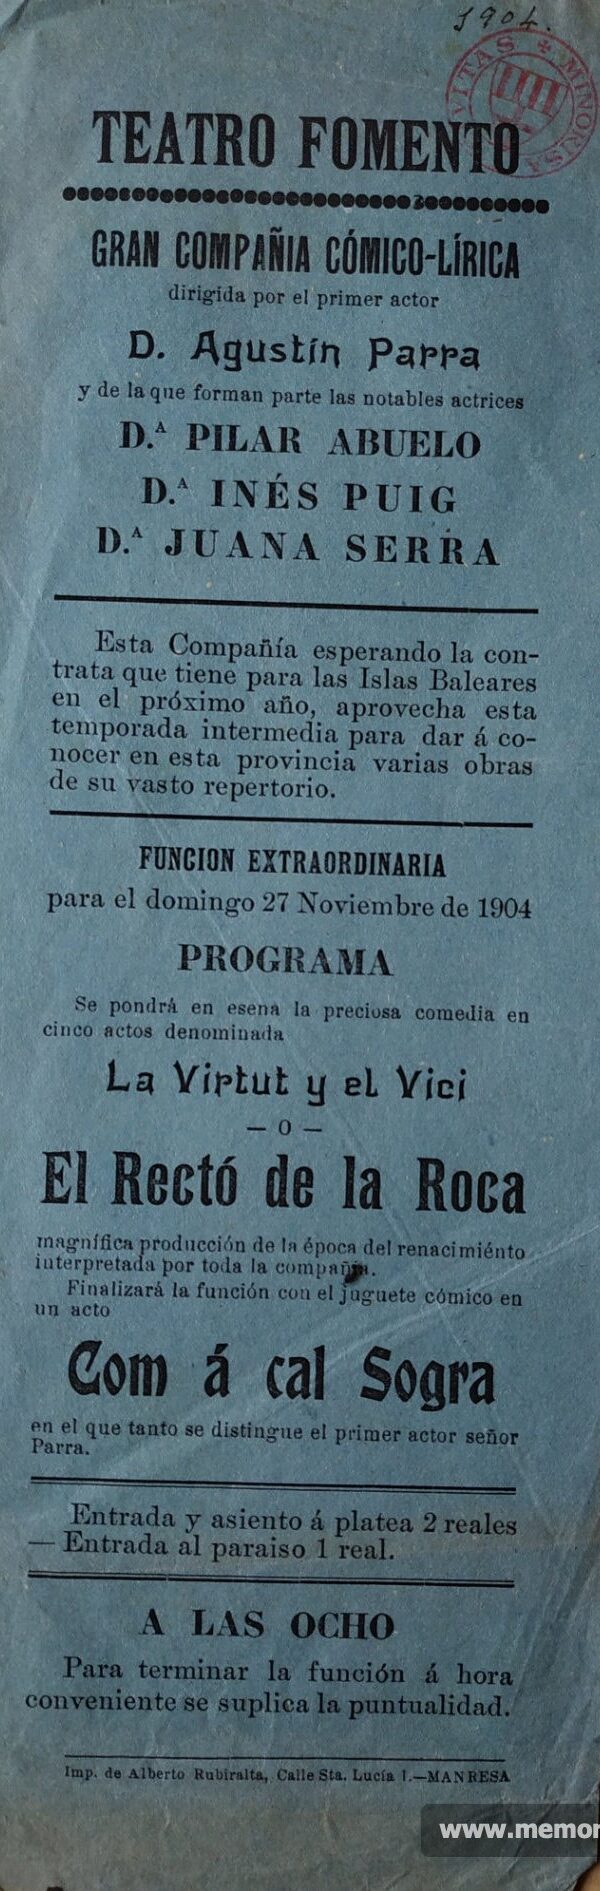 1904.
VITAS MINORISA
TEATRO FOMENTO
GRAN COMPAÑIA CÓMICO-LÍRICA
dirigida por el primer actor
D. Agustín Parra
y de la que forman parte las notables actrices
D.ª PILAR ABUELO
D.ª INÉS PUIG
D.ª JUANA SERRA
Esta Compañía esperando la con-
trata que tiene para las Islas Baleares
en el próximo año, aprovecha esta
temporada intermedia para dar á co-
nocer en esta provincia varias obras
de su vasto repertorio.
FUNCION EXTRAORDINARIA
para el domingo 27 Noviembre de 1904
PROGRAMA
Se pondrá en esena la preciosa comedia en
cinco actos denominada
La Virtut y el Vici
— O —
El Rectó de la Roca
magnífica producción de la época del renacimiénto
interpretada por toda la compañia.
Finalizará la función con el juguete cómico en
un acto
Com á cal Sogra
en el que tanto se distingue el primer actor señor
Parra.
Entrada y asiento á platea 2 reales
— Entrada al paraiso 1 real.
A LAS OCHO
Para terminar la función á hora
conveniente se suplica la puntualidad.
Imp. de Alberto Rubiralta, Calle Sta. Lucía 1.—MANRESA
www.memor